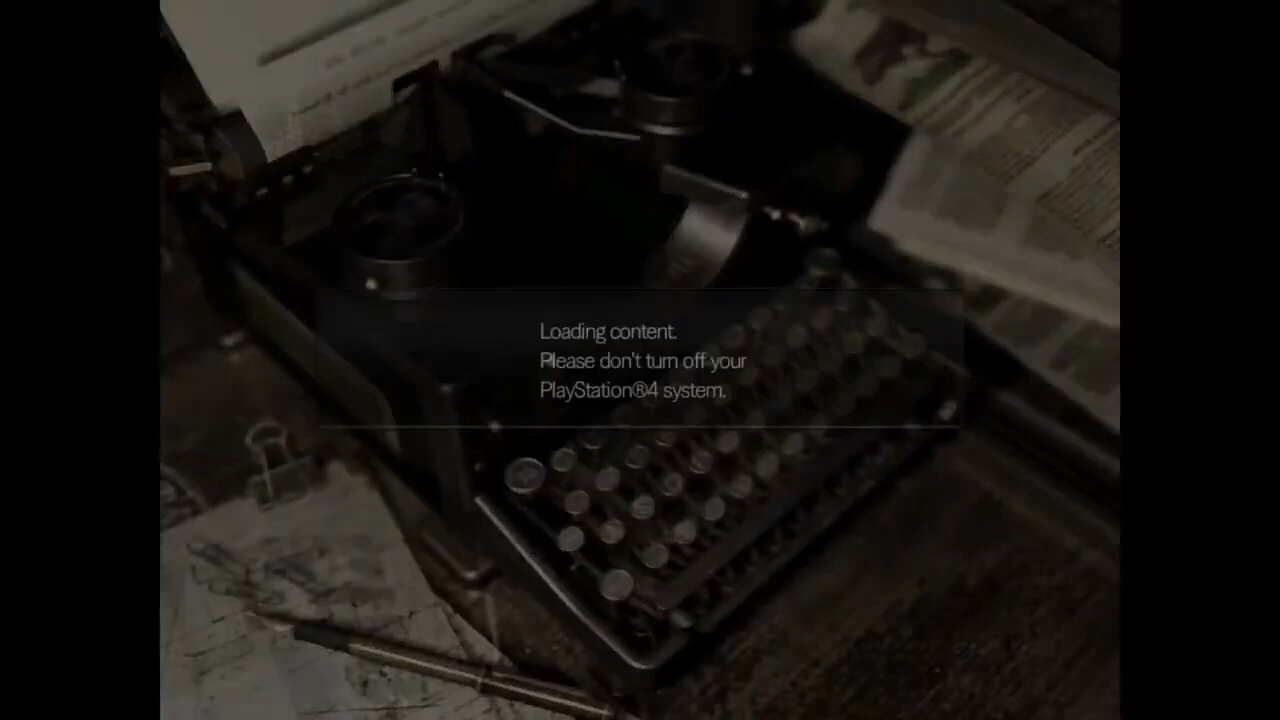 Loading content.
Please don't turn off your
PlayStation®4 system.